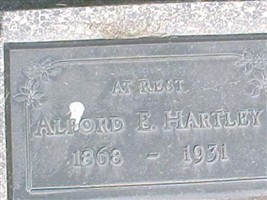 AT REST
ALFORD E. HARTLEY
1868 - 1931